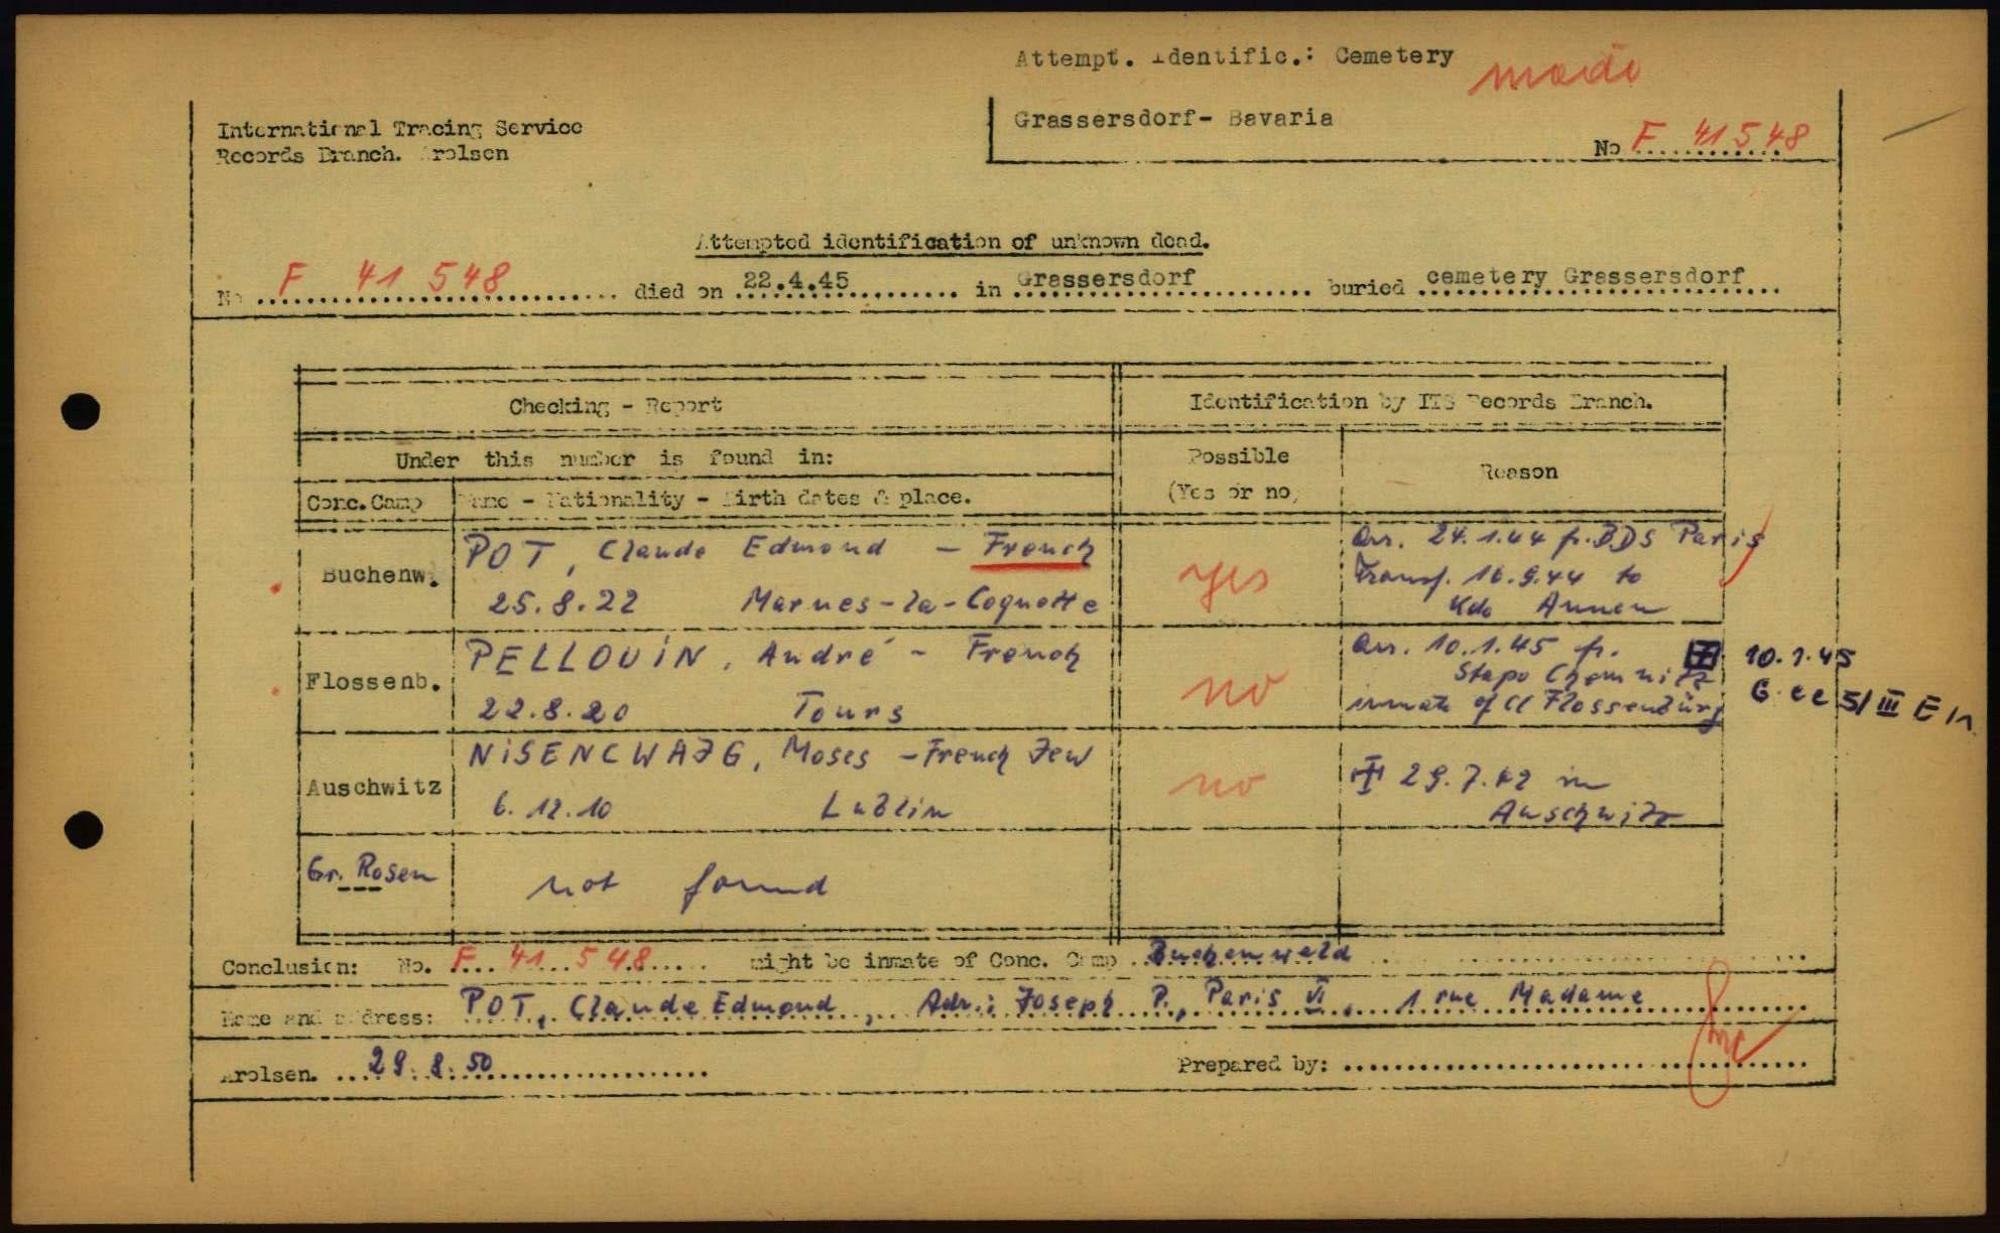 Attempt. Identific.: Cemetery made
Grassersdorf- Bavaria
No F 41548
International Tracing Service
Records Branch. Arolsen
Attempted identification of unknown dead.
No F 41 548 died on 22.4.45 in Grassersdorf buried cemetery Grassersdorf
Checking - Report
Identification by ITS Records Branch.
Under this number is found in:
Possible
(Yes or no)
Reason
Conc.Camp
Name - Nationality - Birth dates & place.
Buchenw.
POT, Claude Edmond - French
25.8.22 Marnes-la-Coquette
yes
Arr. 24.1.44 fr. BDS Paris
Transf. 16.9.44 to
Kdo Annen
Flossenb.
PELLOUIN, André - French
22.8.20 Tours
no
Arr. 10.1.45 fr.
Stapo Chemnitz
inmate of Cl Flossenbürg
10.1.45
G cc 5/ III E
Auschwitz
NISENCWAJG, Moses - French Jew
6.12.10 Lublin
no
29.7.42 in
Auschwitz
Gr. Rosen
not found
Conclusion: No. F 41 548 might be inmate of Conc. Camp Buchenwald
Name and address: POT, Claude Edmond, Adr.: Joseph P., Paris VI, 1 rue Madame
Arolsen. 29.8.50
Prepared by: